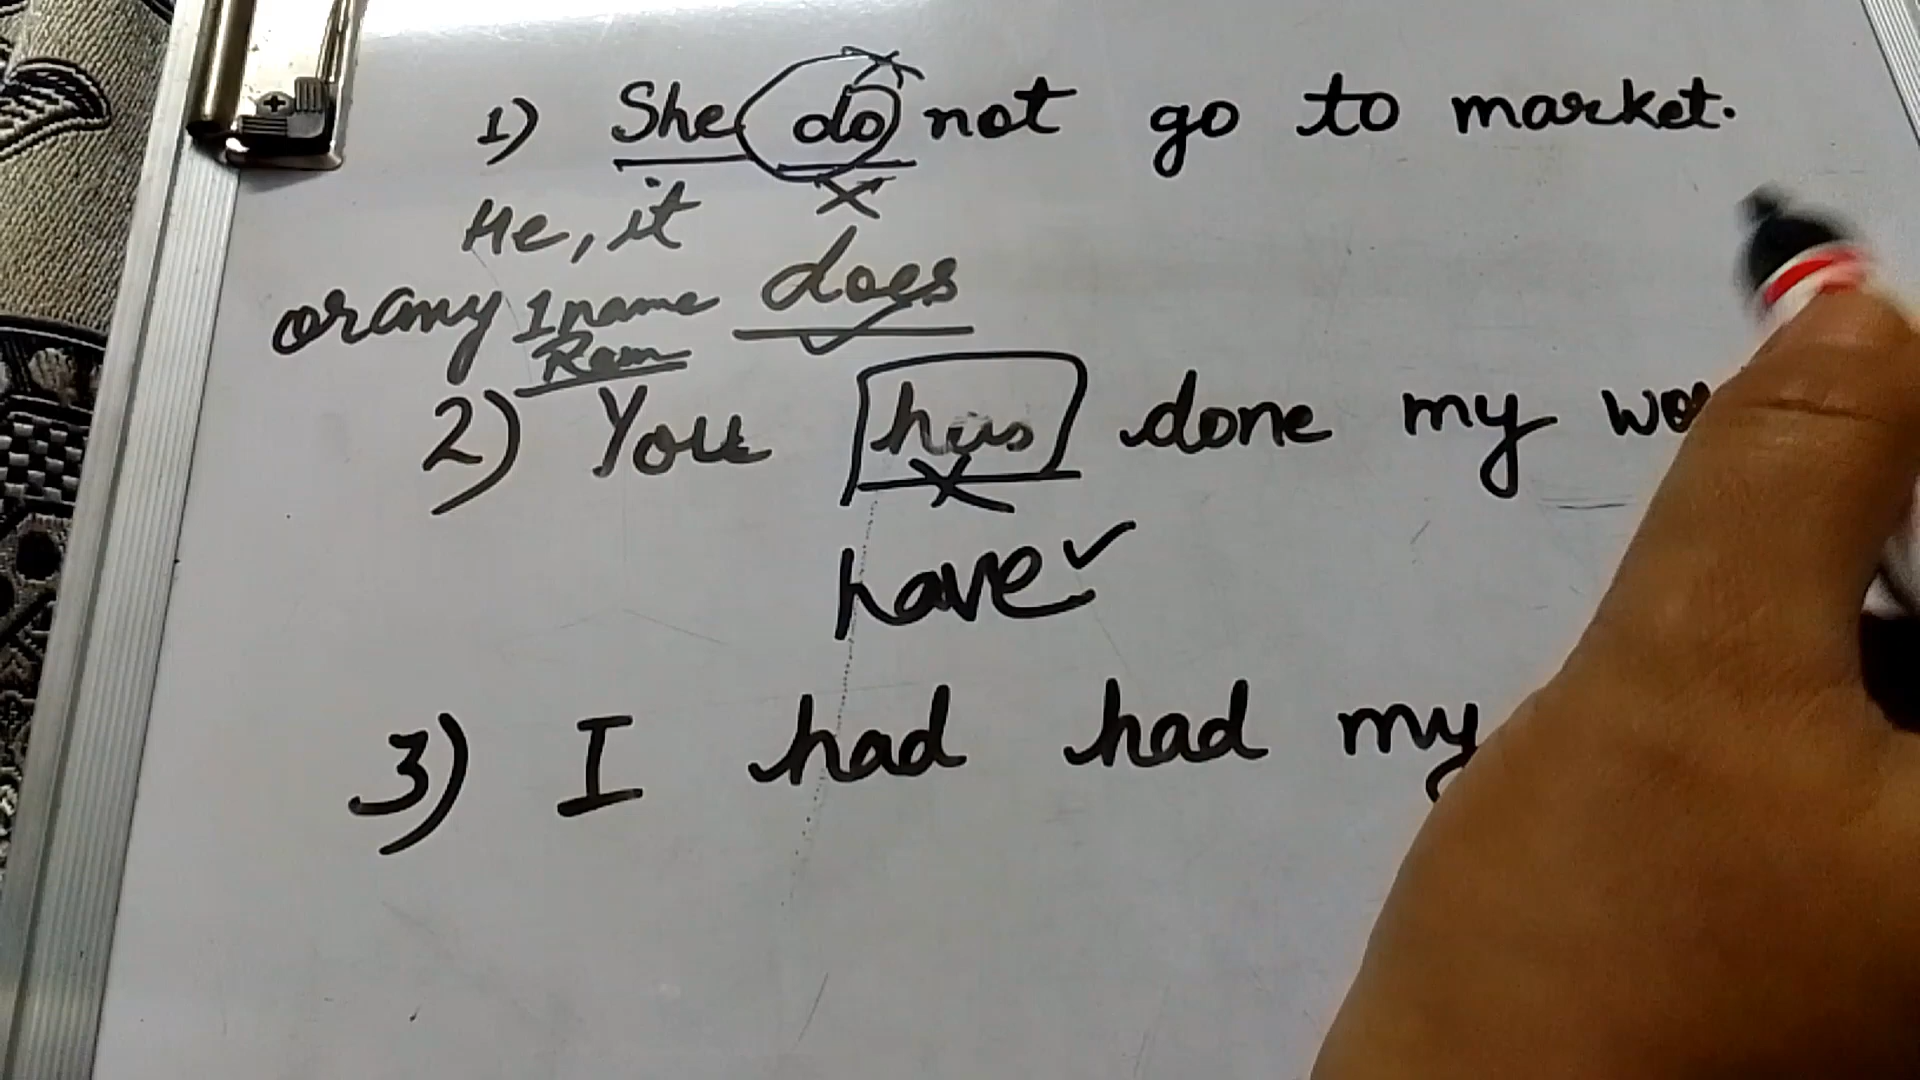 1) She do not go to market.
He, it
or any 1 name does
Ram
2) You has done my
have
3) I had had my